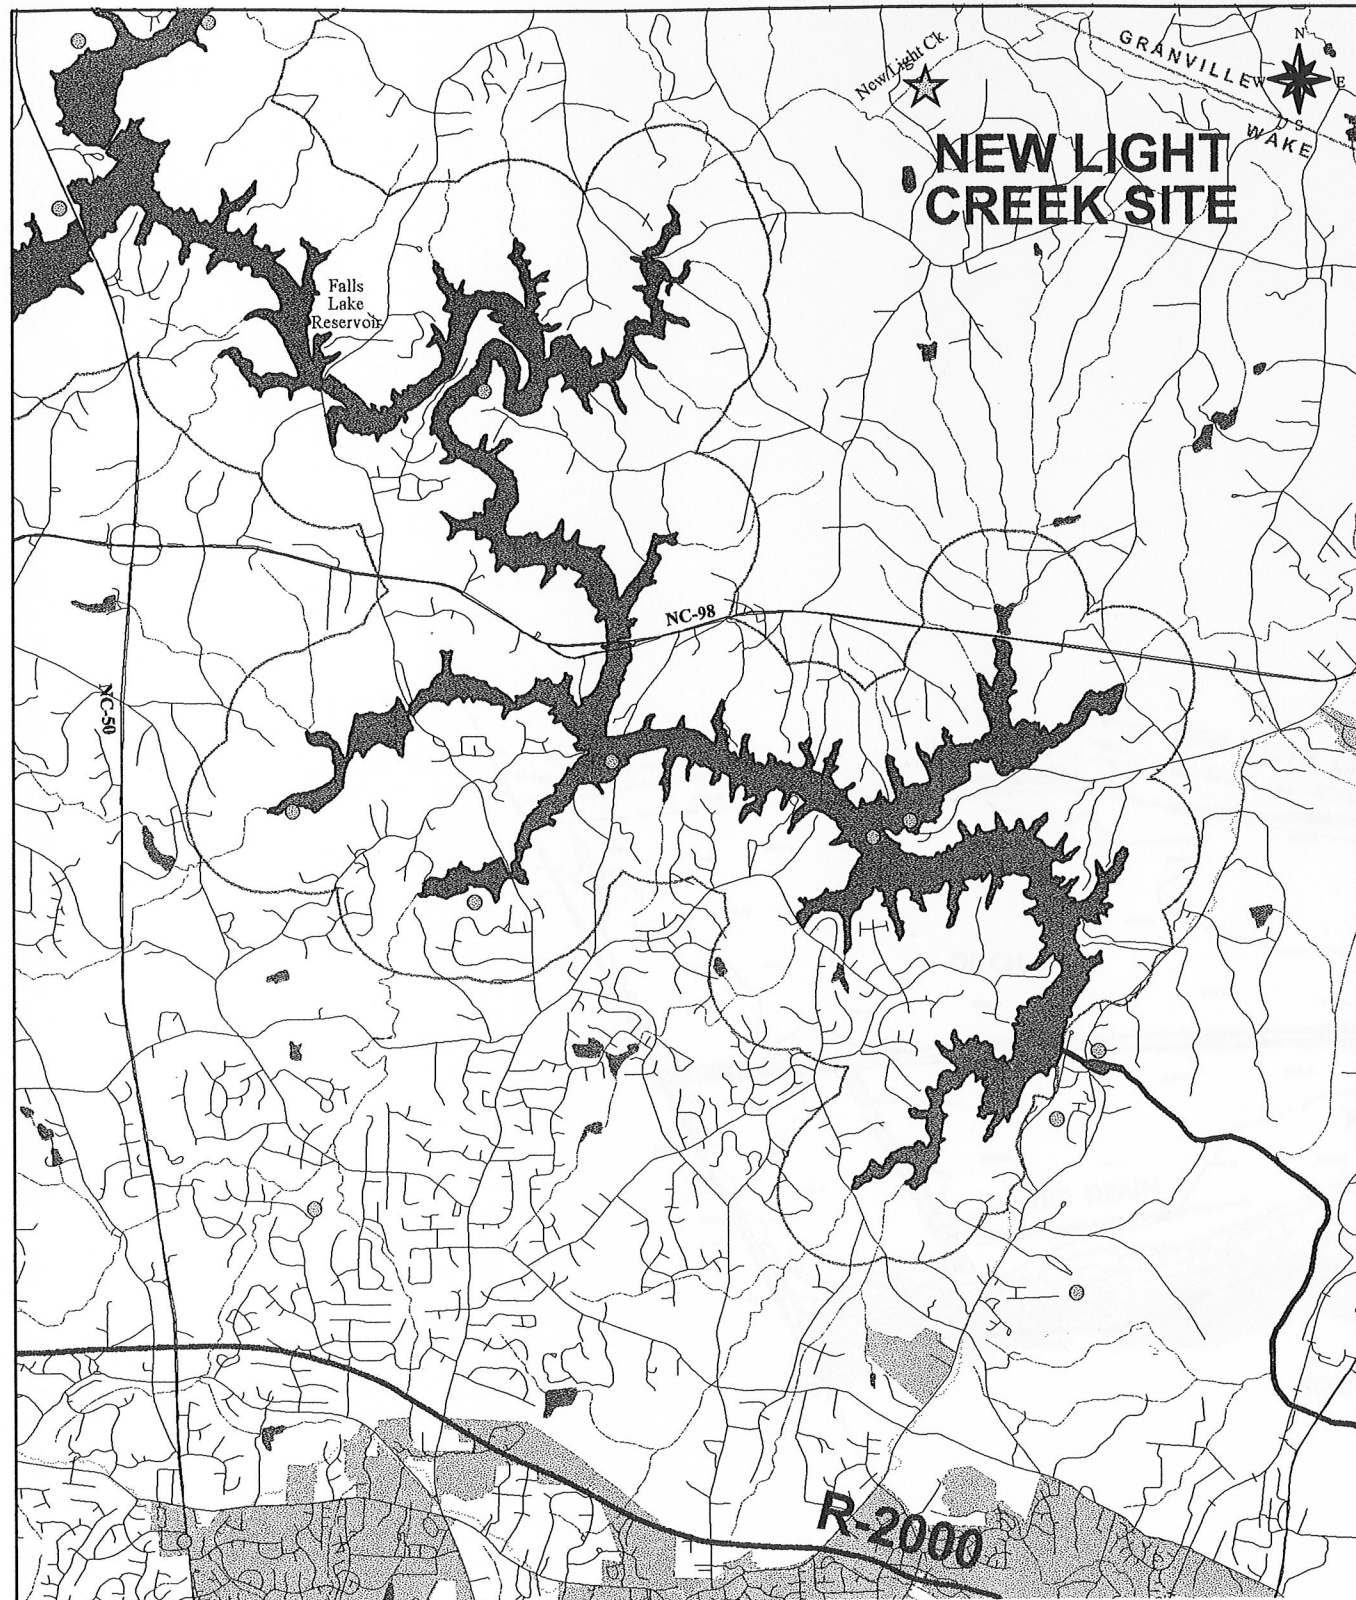 GRANVILLE
WAKE
N
W
E
S
New Light Ck.
NEW LIGHT
CREEK SITE
Falls
Lake
Reservoir
NC-98
NC-50
R-2000